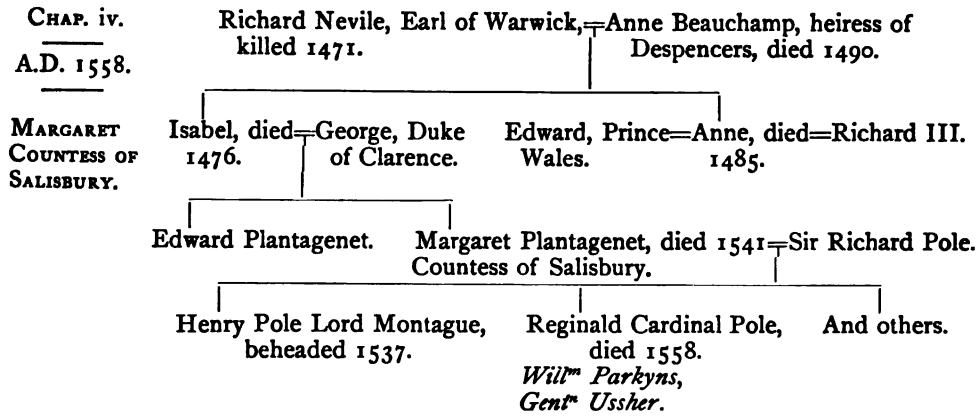 CHAP. iv.
A.D. 1558.
MARGARET
COUNTESS OF
SALISBURY.
Richard Nevile, Earl of Warwick,=Anne Beauchamp, heiress of
killed 1471. Despencers, died 1490.
Isabel, died=George, Duke Edward, Prince=Anne, died=Richard III.
1476. of Clarence. Wales. 1485.
Edward Plantagenet. Margaret Plantagenet, died 1541=Sir Richard Pole.
Countess of Salisbury.
Henry Pole Lord Montague, Reginald Cardinal Pole, And others.
beheaded 1537. died 1558.
Willᵐ Parkyns,
Gentⁿ Ussher.